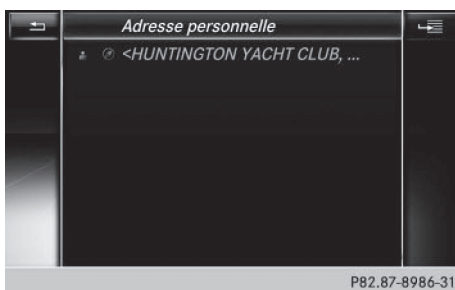 Adresse personnelle
<HUNTINGTON YACHT CLUB, ...
P82.87-8986-31